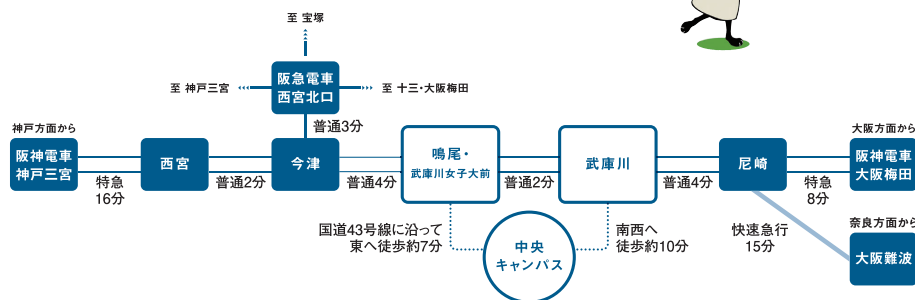 至 宝塚
阪急電車
西宮北口
至 神戸三宮
至 十三・大阪梅田
普通3分
神戸方面から
阪神電車
神戸三宮
特急
16分
西宮
普通2分
今津
普通4分
鳴尾・
武庫川女子大前
普通2分
武庫川
普通4分
尼崎
特急
8分
大阪方面から
阪神電車
大阪梅田
国道43号線に沿って
東へ徒歩約7分
中央
キャンパス
南西へ
徒歩約10分
快速急行
15分
奈良方面から
大阪難波